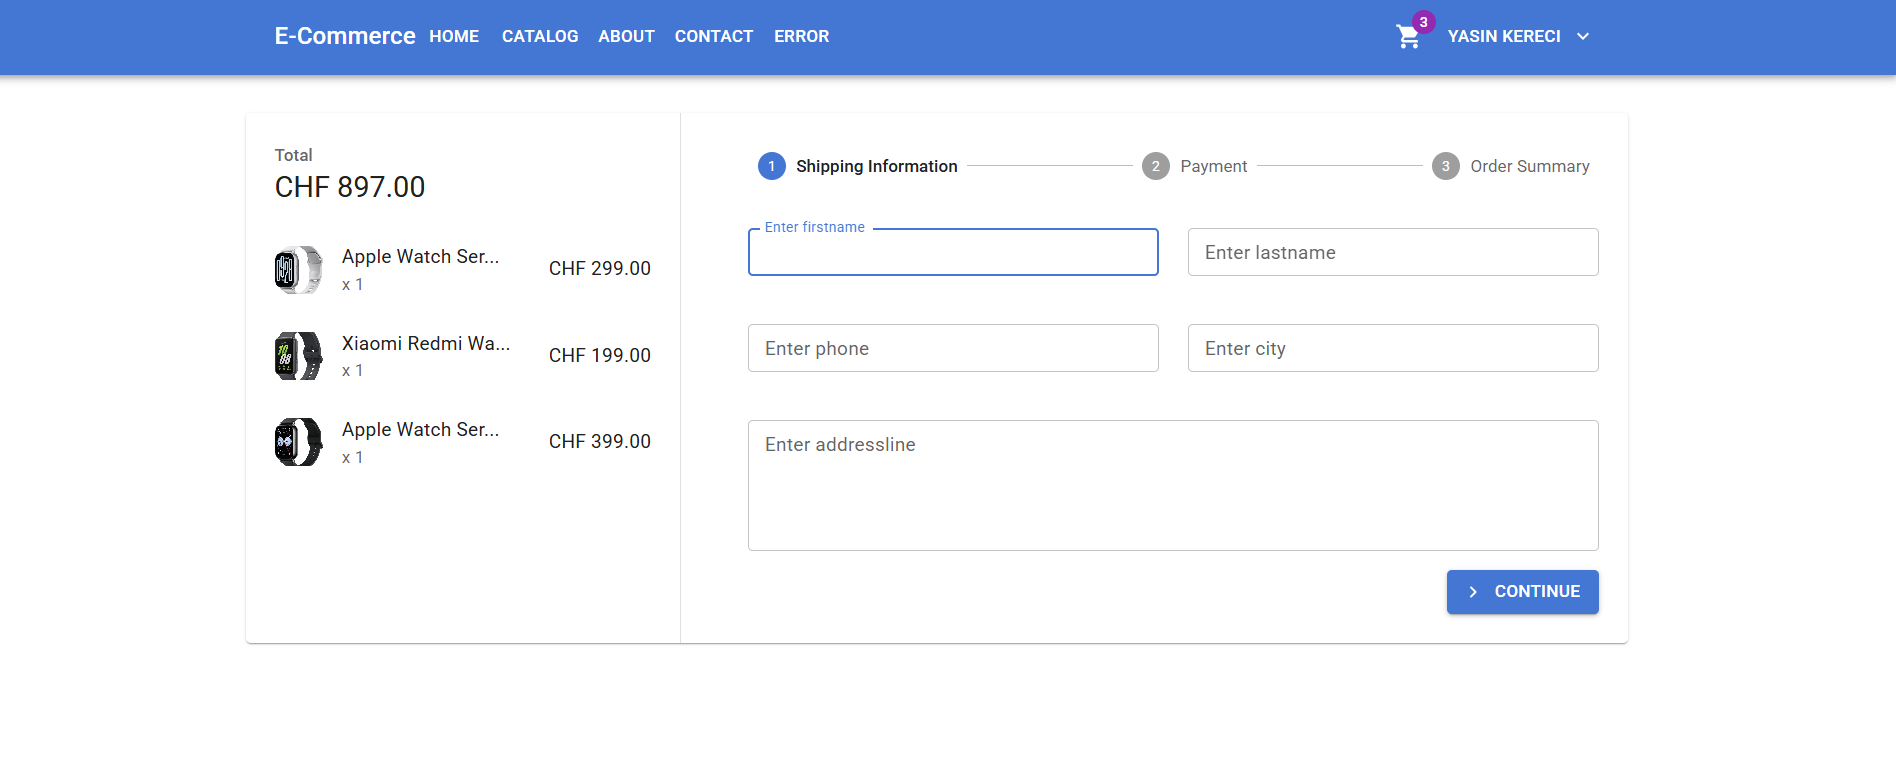 E-Commerce HOME CATALOG ABOUT CONTACT ERROR 3 YASIN KERECI
Total
CHF 897.00
Apple Watch Ser...
x 1
CHF 299.00
Xiaomi Redmi Wa...
x 1
CHF 199.00
Apple Watch Ser...
x 1
CHF 399.00
1 Shipping Information 2 Payment 3 Order Summary
Enter firstname
Enter lastname
Enter phone
Enter city
Enter addressline
CONTINUE